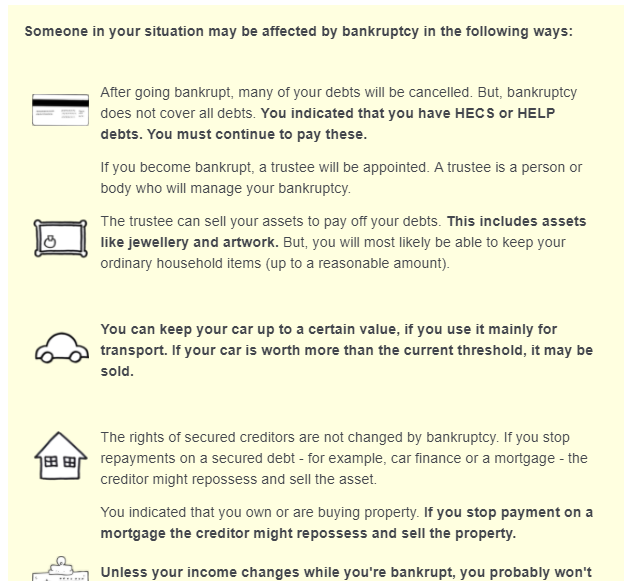 Someone in your situation may be affected by bankruptcy in the following ways:
After going bankrupt, many of your debts will be cancelled. But, bankruptcy
does not cover all debts. You indicated that you have HECS or HELP
debts. You must continue to pay these.
If you become bankrupt, a trustee will be appointed. A trustee is a person or
body who will manage your bankruptcy.
The trustee can sell your assets to pay off your debts. This includes assets
like jewellery and artwork. But, you will most likely be able to keep your
ordinary household items (up to a reasonable amount).
You can keep your car up to a certain value, if you use it mainly for
transport. If your car is worth more than the current threshold, it may be
sold.
The rights of secured creditors are not changed by bankruptcy. If you stop
repayments on a secured debt - for example, car finance or a mortgage - the
creditor might repossess and sell the asset.
You indicated that you own or are buying property. If you stop payment on a
mortgage the creditor might repossess and sell the property.
Unless your income changes while you're bankrupt, you probably won't